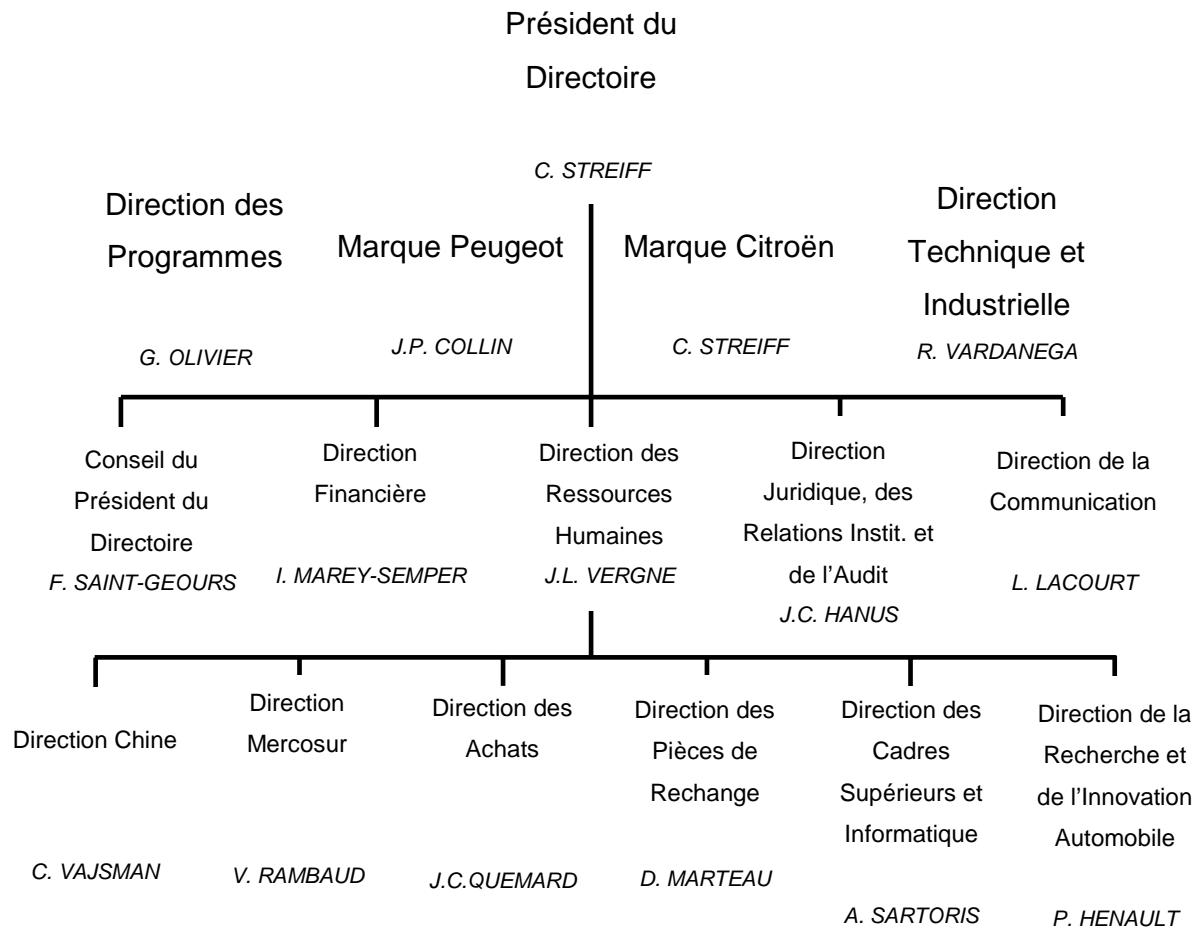 Président du
Directoire
C. STREIFF
Direction des
Programmes
G. OLIVIER
Marque Peugeot
J.P. COLLIN
Marque Citroën
C. STREIFF
Direction
Technique et
Industrielle
R. VARDANEGA
Conseil du
Président du
Directoire
F. SAINT-GEOURS
Direction
Financière
I. MAREY-SEMPER
Direction des
Ressources
Humaines
J.L. VERGNE
Direction
Juridique, des
Relations Instit. et
de l’Audit
J.C. HANUS
Direction de la
Communication
L. LACOURT
Direction Chine
C. VAJSMAN
Direction
Mercosur
V. RAMBAUD
Direction des
Achats
J.C.QUEMARD
Direction des
Pièces de
Rechange
D. MARTEAU
Direction des
Cadres
Supérieurs et
Informatique
A. SARTORIS
Direction de la
Recherche et
de l’Innovation
Automobile
P. HENAULT